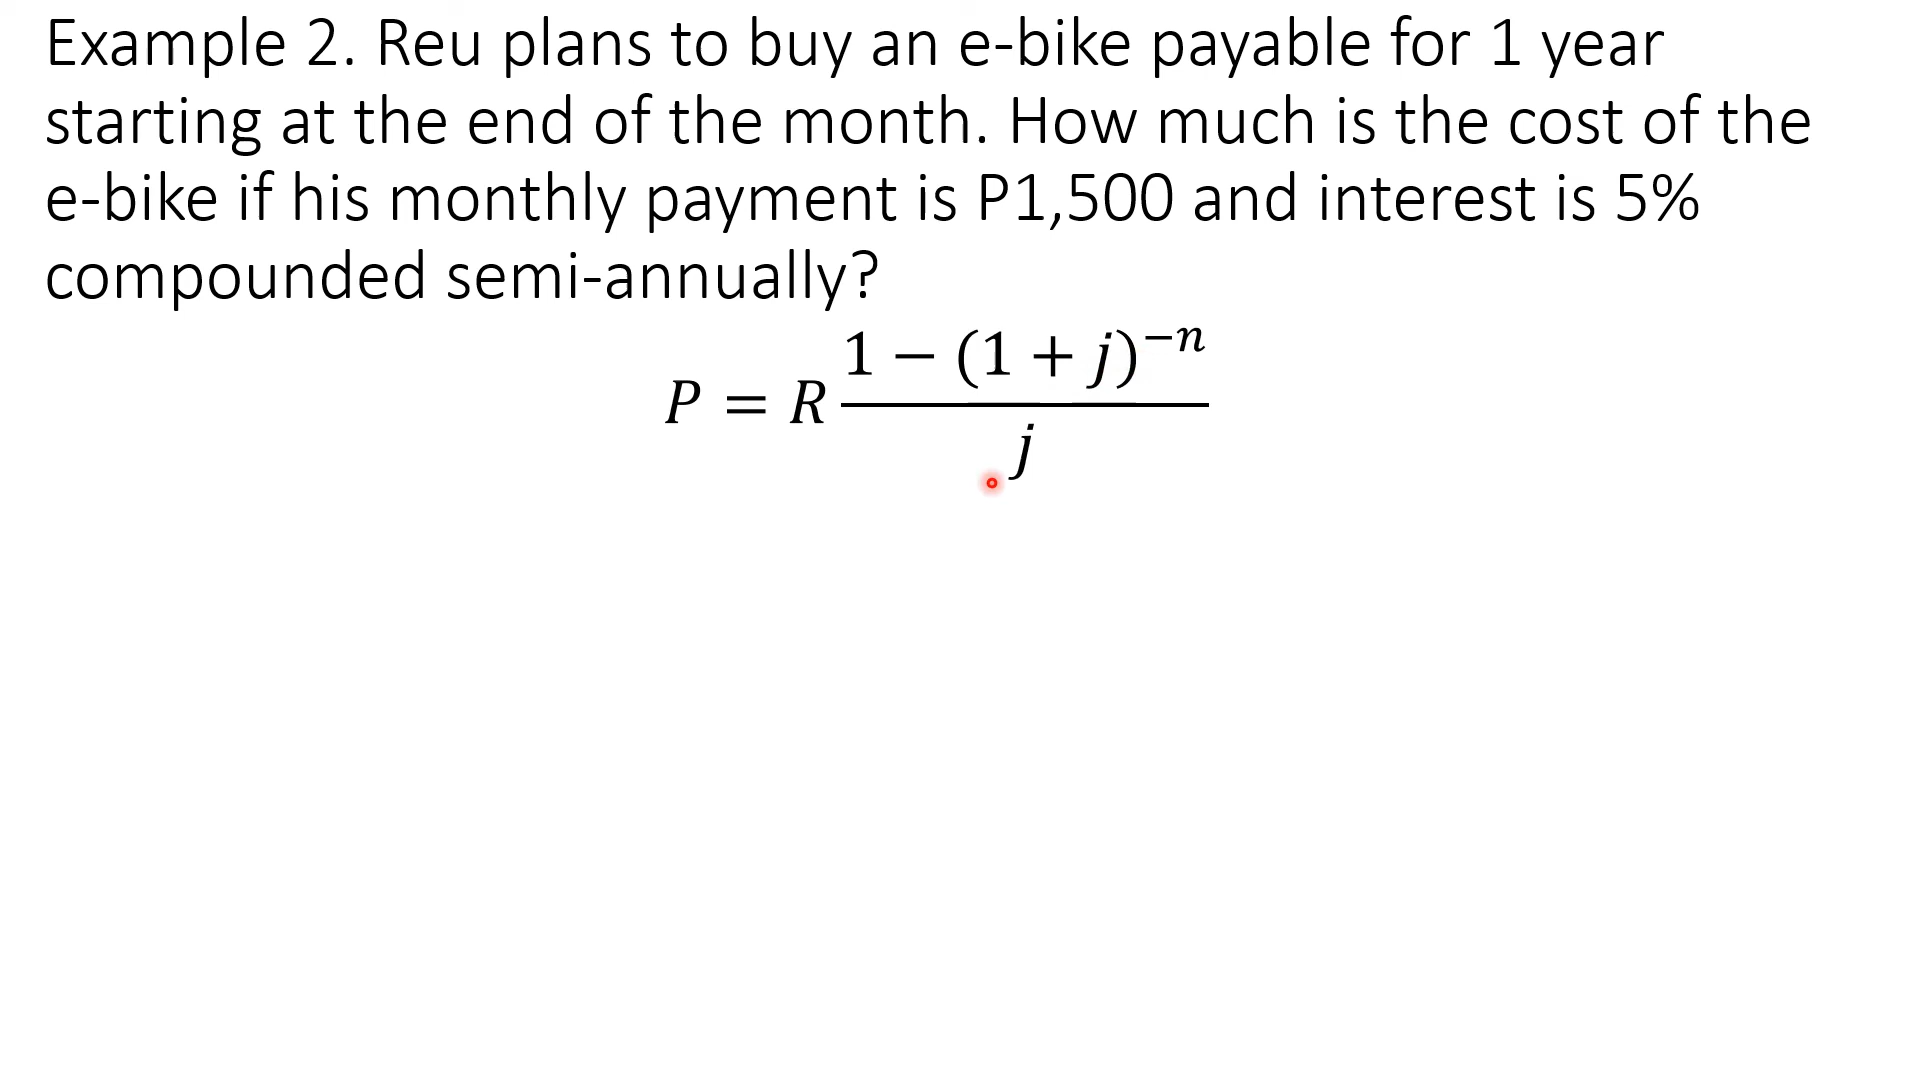 Example 2. Reu plans to buy an e-bike payable for 1 year
starting at the end of the month. How much is the cost of the
e-bike if his monthly payment is P1,500 and interest is 5%
compounded semi-annually?
P = R \frac{1 − (1 + j)^{−n}}{j}